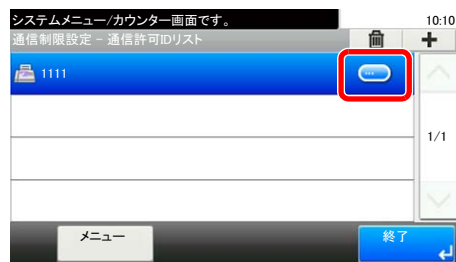 システムメニュー/カウンター画面です。
10:10
通信制限設定 - 通信許可IDリスト
1111
1/1
メニュー
終了